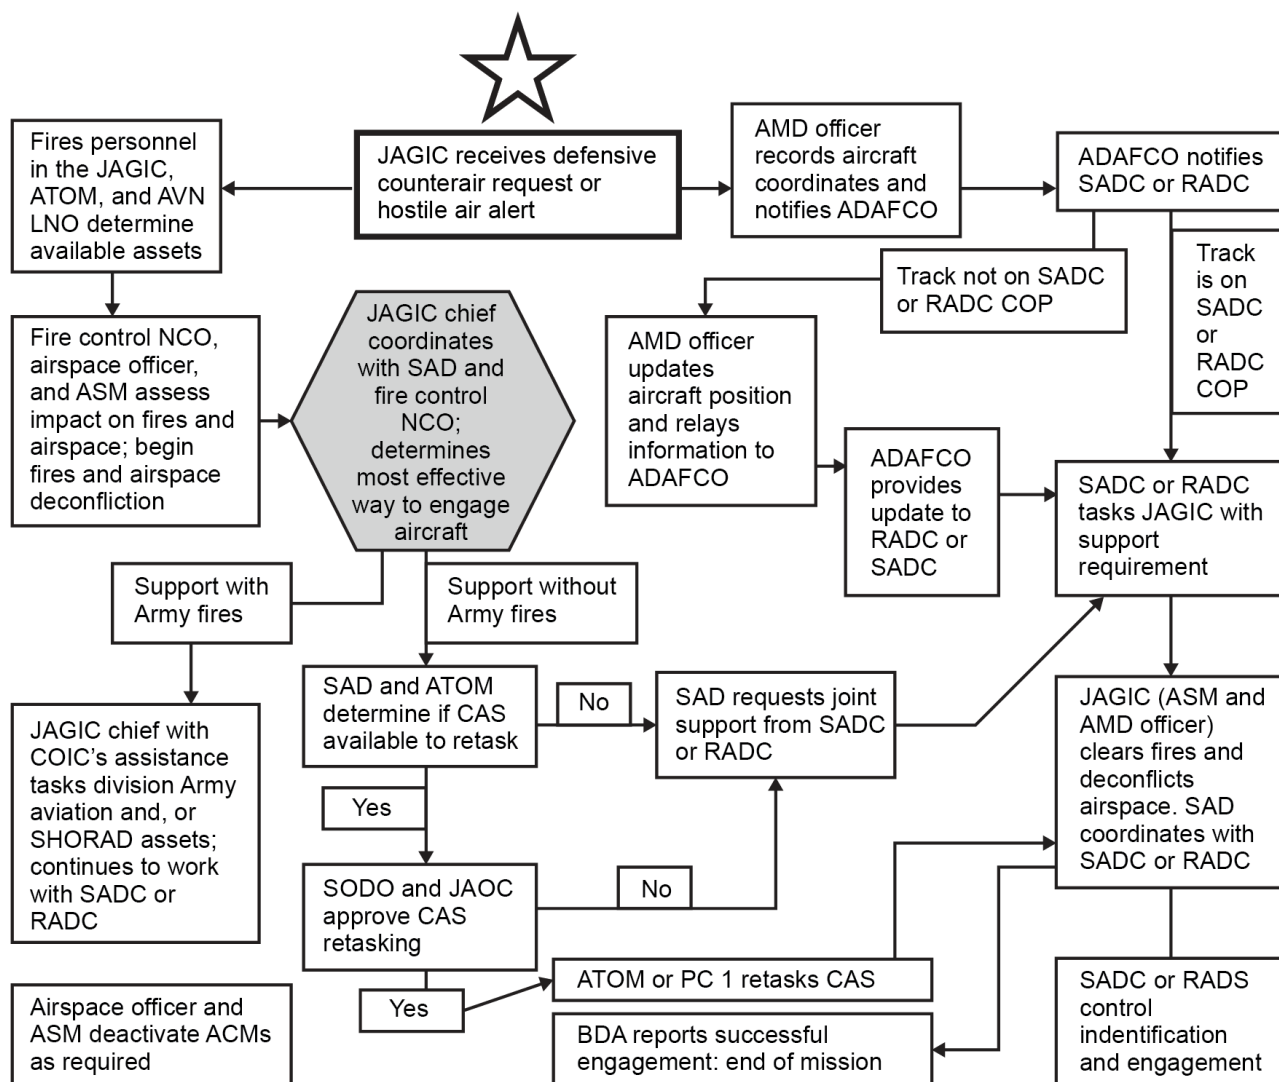 JAGIC receives defensive
counterair request or
hostile air alert
Fires personnel
in the JAGIC,
ATOM, and AVN
LNO determine
available assets
AMD officer
records aircraft
coordinates and
notifies ADAFCO
ADAFCO notifies
SADC or RADC
Track not on SADC
or RADC COP
Track
is on
SADC
or
RADC
COP
Fire control NCO,
airspace officer,
and ASM assess
impact on fires and
airspace; begin
fires and airspace
deconfliction
JAGIC chief
coordinates
with SAD and
fire control
NCO;
determines
most effective
way to engage
aircraft
AMD officer
updates
aircraft position
and relays
information to
ADAFCO
ADAFCO
provides
update to
RADC or
SADC
SADC or RADC
tasks JAGIC with
support
requirement
Support with
Army fires
Support without
Army fires
JAGIC chief with
COIC's assistance
tasks division Army
aviation and, or
SHORAD assets;
continues to work
with SADC or
RADC
SAD and ATOM
determine if CAS
available to retask
No
SAD requests joint
support from SADC
or RADC
JAGIC (ASM and
AMD officer)
clears fires and
deconflicts
airspace. SAD
coordinates with
SADC or RADC
Yes
SODO and JAOC
approve CAS
retasking
No
Yes
ATOM or PC 1 retasks CAS
BDA reports successful
engagement: end of mission
SADC or RADS
control
indentification
and engagement
Airspace officer and
ASM deactivate ACMs
as required